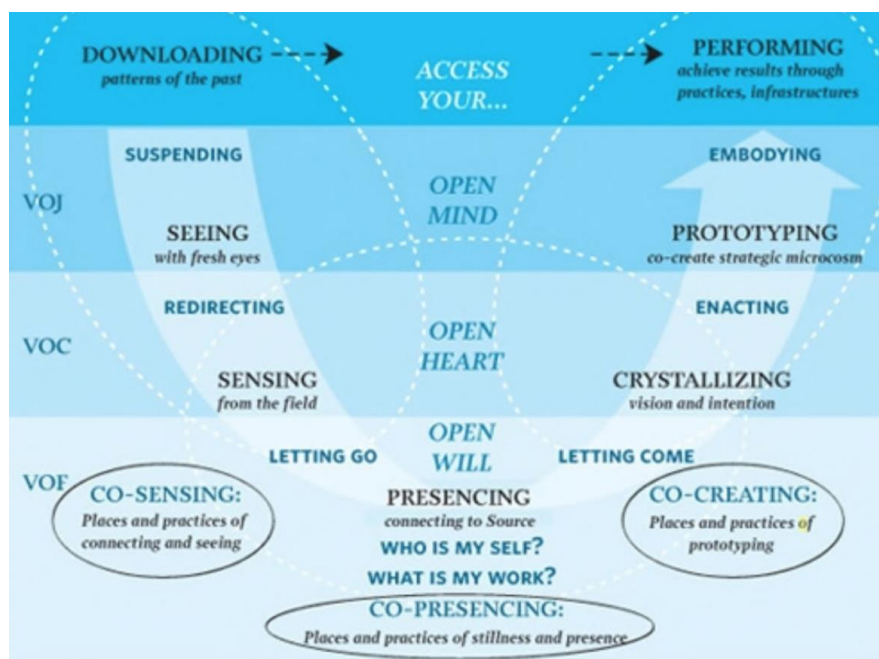 DOWNLOADING
patterns of the past
ACCESS
YOUR...
PERFORMING
achieve results through
practices, infrastructures
SUSPENDING
EMBODYING
VOJ
OPEN
MIND
SEEING
with fresh eyes
PROTOTYPING
co-create strategic microcosm
REDIRECTING
ENACTING
VOC
OPEN
HEART
SENSING
from the field
CRYSTALLIZING
vision and intention
OPEN
WILL
LETTING GO
LETTING COME
VOF
CO-SENSING:
Places and practices of
connecting and seeing
PRESENCING
connecting to Source
WHO IS MY SELF?
WHAT IS MY WORK?
CO-CREATING:
Places and practices of
prototyping
CO-PRESENCING:
Places and practices of stillness and presence